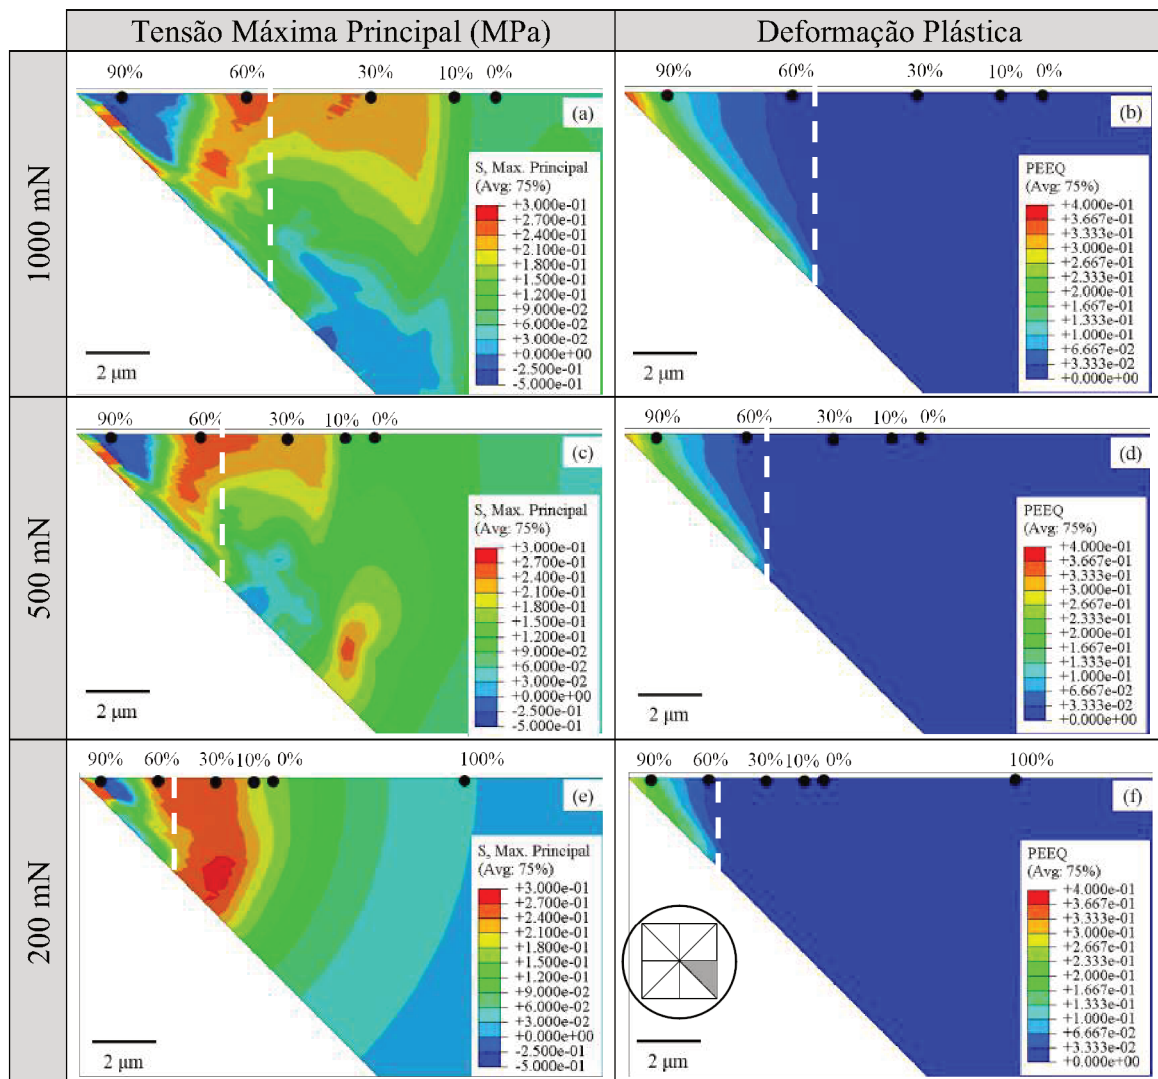 Tensão Máxima Principal (MPa)
Deformação Plástica
1000 mN
90% 60% 30% 10% 0%
(a)
S, Max. Principal
(Avg: 75%)
+3.000e-01
+2.700e-01
+2.400e-01
+2.100e-01
+1.800e-01
+1.500e-01
+1.200e-01
+9.000e-02
+6.000e-02
+3.000e-02
+0.000e+00
-2.500e-01
-5.000e-01
2 μm
90% 60% 30% 10% 0%
(b)
PEEQ
(Avg: 75%)
+4.000e-01
+3.667e-01
+3.333e-01
+3.000e-01
+2.667e-01
+2.333e-01
+2.000e-01
+1.667e-01
+1.333e-01
+1.000e-01
+6.667e-02
+3.333e-02
+0.000e+00
2 μm
500 mN
90% 60% 30% 10% 0%
(c)
S, Max. Principal
(Avg: 75%)
+3.000e-01
+2.700e-01
+2.400e-01
+2.100e-01
+1.800e-01
+1.500e-01
+1.200e-01
+9.000e-02
+6.000e-02
+3.000e-02
+0.000e+00
-2.500e-01
-5.000e-01
2 μm
90% 60% 30% 10% 0%
(d)
PEEQ
(Avg: 75%)
+4.000e-01
+3.667e-01
+3.333e-01
+3.000e-01
+2.667e-01
+2.333e-01
+2.000e-01
+1.667e-01
+1.333e-01
+1.000e-01
+6.667e-02
+3.333e-02
+0.000e+00
2 μm
200 mN
90% 60% 30% 10% 0% 100%
(e)
S, Max. Principal
(Avg: 75%)
+3.000e-01
+2.700e-01
+2.400e-01
+2.100e-01
+1.800e-01
+1.500e-01
+1.200e-01
+9.000e-02
+6.000e-02
+3.000e-02
+0.000e+00
-2.500e-01
-5.000e-01
2 μm
90% 60% 30% 10% 0% 100%
(f)
PEEQ
(Avg: 75%)
+4.000e-01
+3.667e-01
+3.333e-01
+3.000e-01
+2.667e-01
+2.333e-01
+2.000e-01
+1.667e-01
+1.333e-01
+1.000e-01
+6.667e-02
+3.333e-02
+0.000e+00
2 μm